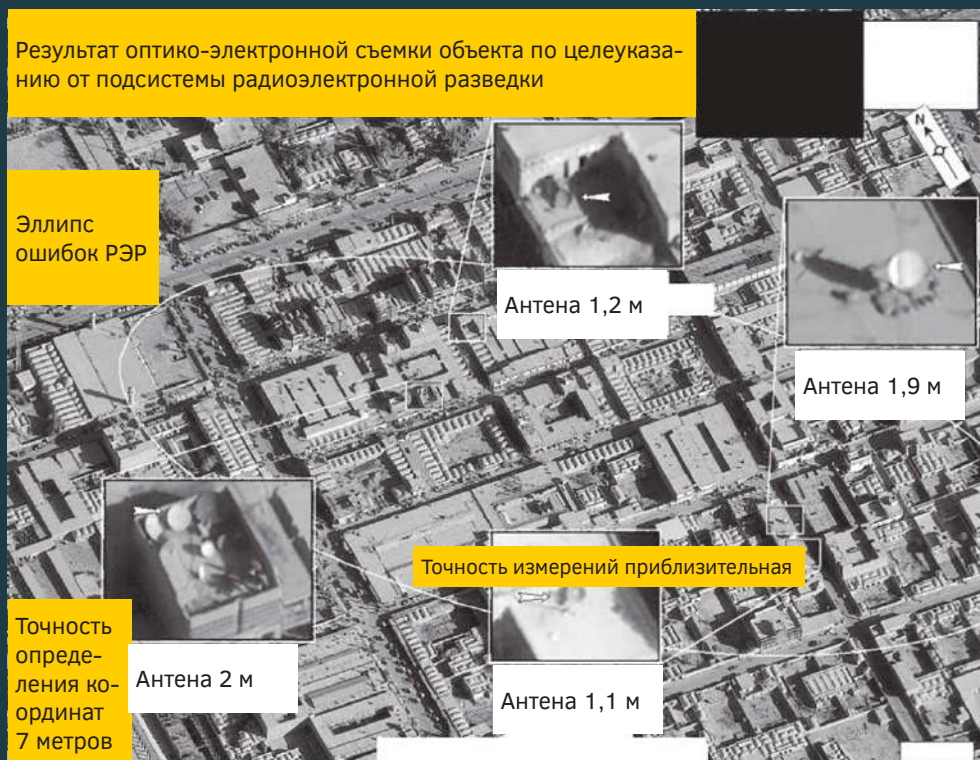 Результат оптико-электронной съемки объекта по целеуказа-
нию от подсистемы радиоэлектронной разведки
N
Эллипс
ошибок РЭР
Антена 1,2 м
Антена 1,9 м
Точность измерений приблизительная
Точность
опреде-
ления ко-
ординат
7 метров
Антена 2 м
Антена 1,1 м